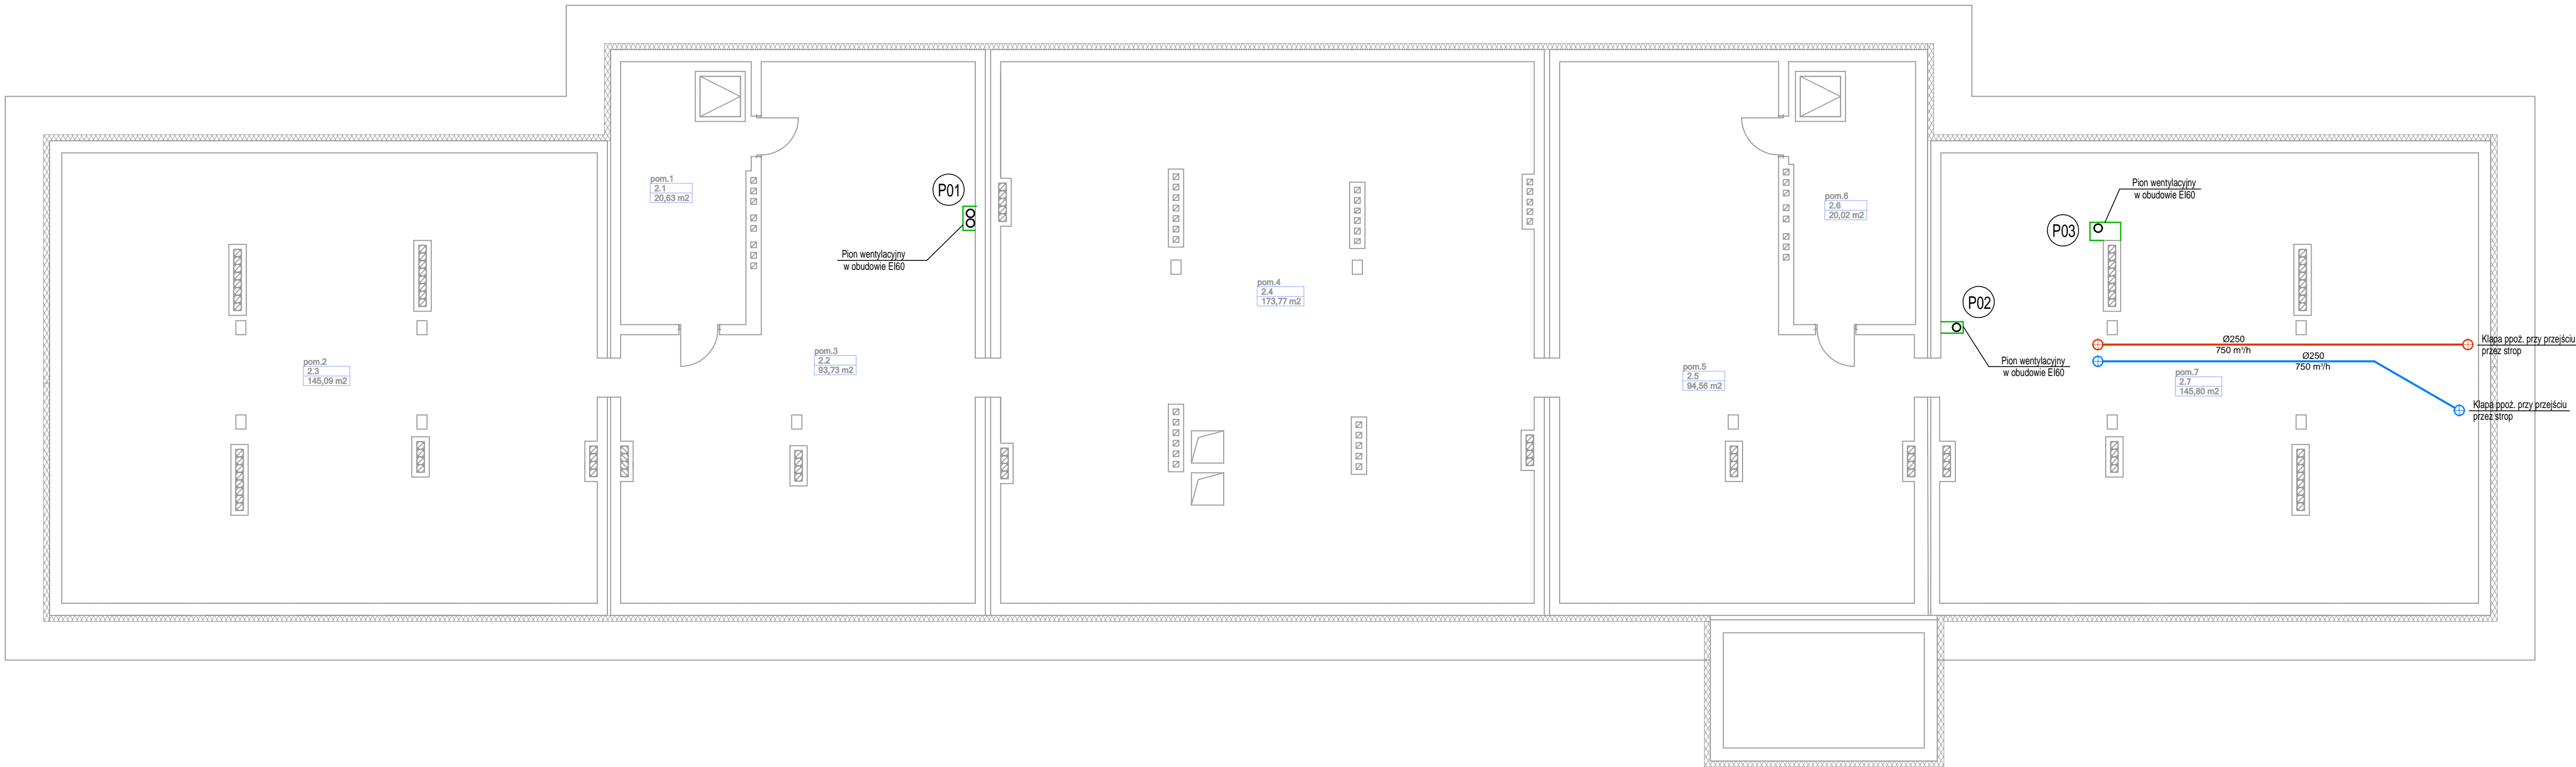 pom.1
2.1
20,63 m2
P01
Pion wentylacyjny
w obudowie EI60
pom.2
2.3
145,09 m2
pom.3
2.2
93,73 m2
pom.4
2.4
173,77 m2
pom.5
2.5
94,56 m2
pom.6
2.6
20,02 m2
Pion wentylacyjny
w obudowie EI60
P03
P02
Pion wentylacyjny
w obudowie EI60
Ø250
750 m³/h
Ø250
750 m³/h
Klapa ppoż. przy przejściu
przez strop
pom.7
2.7
145,80 m2
Klapa ppoż. przy przejściu
przez strop